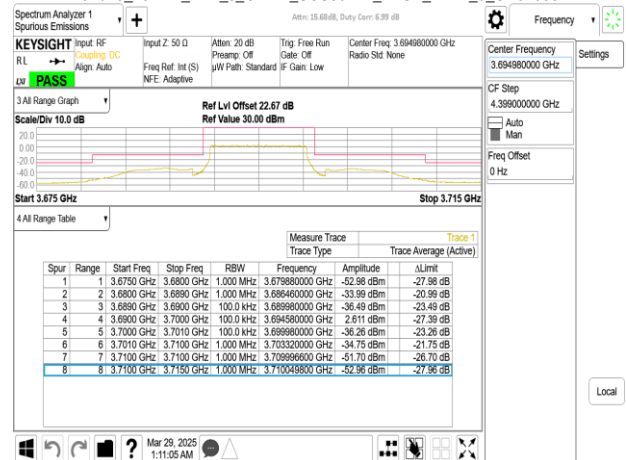 Spectrum Analyzer 1
Spurious Emissions
Attn: 15.68dB, Duty Corr: 6.99 dB
Frequency
KEYSIGHT Input: RF Input Z: 50 Ω Atten: 20 dB Trig: Free Run Center Freq: 3.694980000 GHz
RL Coupling: DC Preamp: Off Gate: Off Radio Std: None
Align: Auto Freq Ref: Int (S) µW Path: Standard IF Gain: Low
LXI PASS NFE: Adaptive
Center Frequency
3.694980000 GHz
Settings
CF Step
4.399000000 GHz
Auto
Man
Freq Offset
0 Hz
3 All Range Graph
Ref Lvl Offset 22.67 dB
Scale/Div 10.0 dB Ref Value 30.00 dBm
20.0
0.00
-20.0
-40.0
-60.0
Start 3.675 GHz Stop 3.715 GHz
4 All Range Table
Measure Trace Trace 1
Trace Type Trace Average (Active)
Spur Range Start Freq Stop Freq RBW Frequency Amplitude ΔLimit
1 1 3.6750 GHz 3.6800 GHz 1.000 MHz 3.679880000 GHz -52.98 dBm -27.98 dB
2 2 3.6800 GHz 3.6890 GHz 1.000 MHz 3.686460000 GHz -33.99 dBm -20.99 dB
3 3 3.6890 GHz 3.6900 GHz 100.0 kHz 3.689980000 GHz -36.49 dBm -23.49 dB
4 4 3.6900 GHz 3.7000 GHz 100.0 kHz 3.694580000 GHz 2.611 dBm -27.39 dB
5 5 3.7000 GHz 3.7010 GHz 100.0 kHz 3.699980000 GHz -36.26 dBm -23.26 dB
6 6 3.7010 GHz 3.7100 GHz 1.000 MHz 3.703320000 GHz -34.75 dBm -21.75 dB
7 7 3.7100 GHz 3.7100 GHz 1.000 MHz 3.709996600 GHz -51.70 dBm -26.70 dB
8 8 3.7100 GHz 3.7150 GHz 1.000 MHz 3.710049800 GHz -52.96 dBm -27.96 dB
Local
Mar 29, 2025
1:11:05 AM